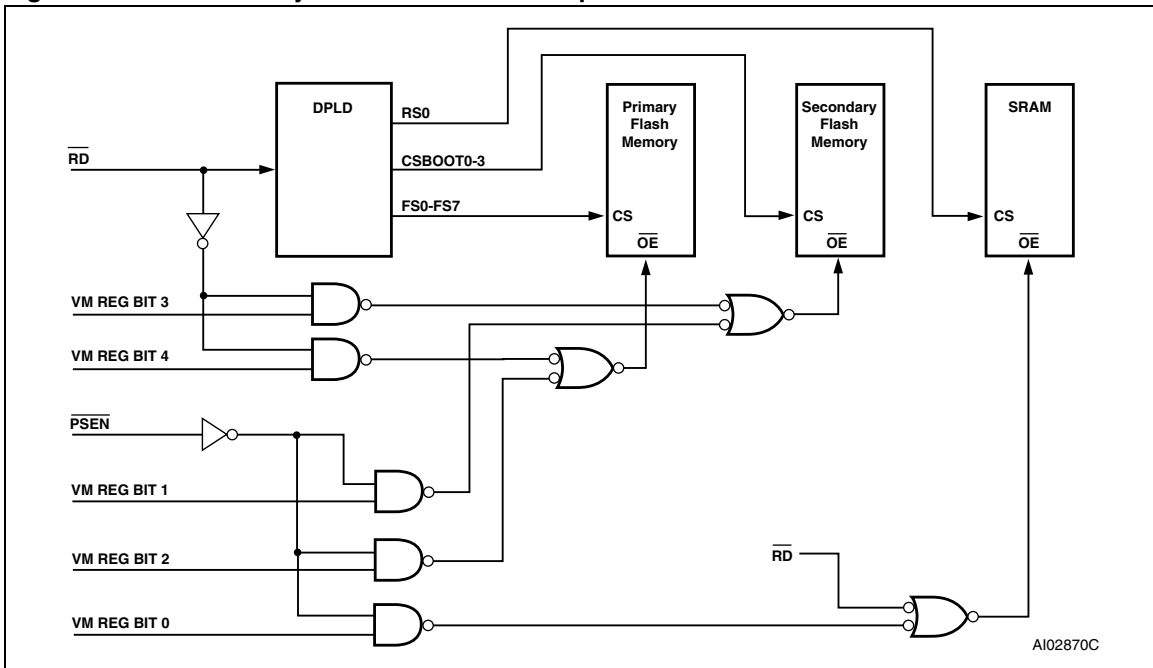 DPLD
RS0
CSBOOT0-3
FS0-FS7
Primary
Flash
Memory
CS
OE
Secondary
Flash
Memory
CS
OE
SRAM
CS
OE
RD
VM REG BIT 3
VM REG BIT 4
PSEN
VM REG BIT 1
VM REG BIT 2
VM REG BIT 0
RD
AI02870C